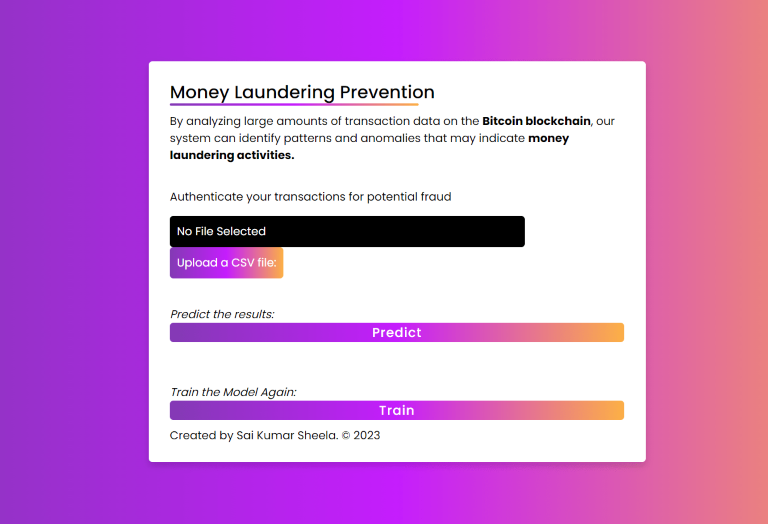 Money Laundering Prevention
By analyzing large amounts of transaction data on the Bitcoin blockchain, our
system can identify patterns and anomalies that may indicate money
laundering activities.
Authenticate your transactions for potential fraud
No File Selected
Upload a CSV file:
Predict the results:
Predict
Train the Model Again:
Train
Created by Sai Kumar Sheela. © 2023